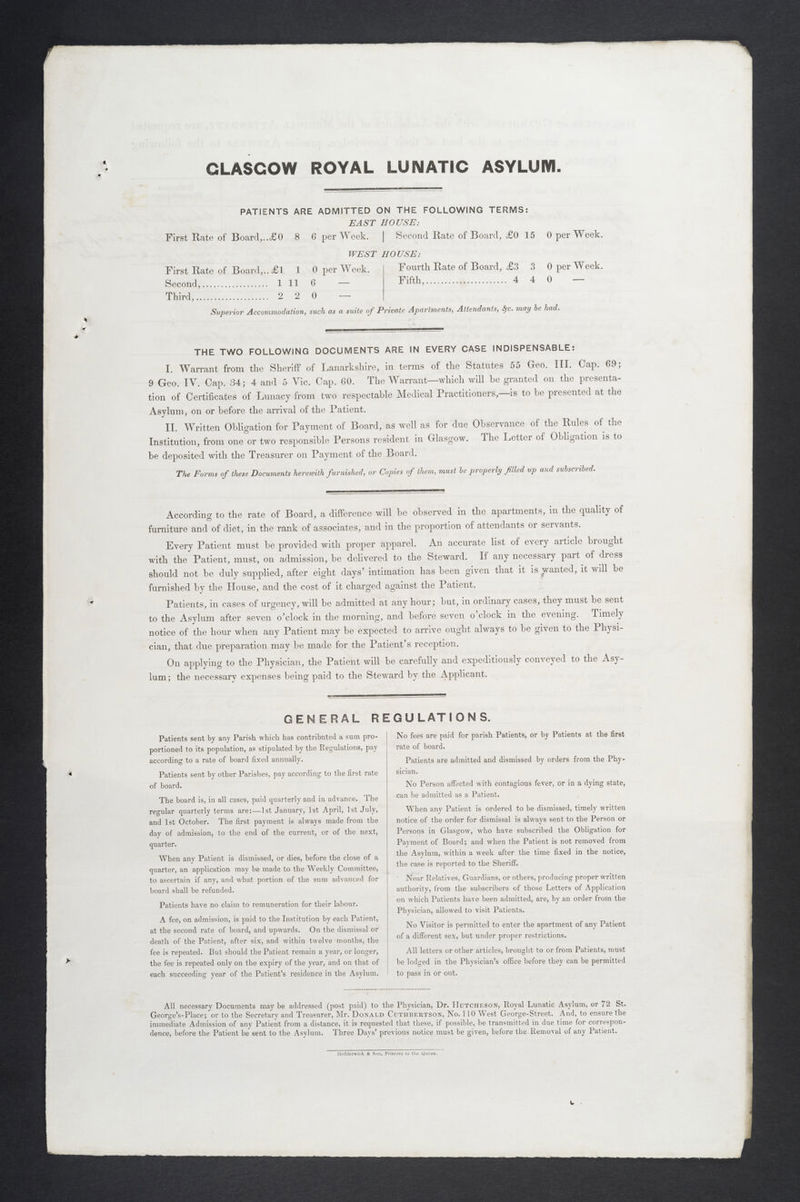 GLASGOW ROYAL LUNATIC ASYLUM.
PATIENTS ARE ADMITTED ON THE FOLLOWING TERMS:
EAST HOUSE:
First Rate of Board,...£0 8 6 per Week. | Second Rate of Board, £0 15 0 per Week.
WEST HOUSE:
First Rate of Board,..£1 1 0 per Week.
Second,................... 1 11 6 —
Third,..................... 2 2 0 —
Fourth Rate of Board, £3 3 0 per Week.
Fifth,....................... 4 4 0 —
Superior Accommodation, such as a suite of Private Apartments, Attendants, &c. may be had.
THE TWO FOLLOWING DOCUMENTS ARE IN EVERY CASE INDISPENSABLE:
I. Warrant from the Sheriff of Lanarkshire, in terms of the Statutes 55 Geo. III. Cap. 69;
9 Geo. IV. Cap. 34; 4 and 5 Vic. Cap. 60. The Warrant—which will be granted on the presenta-
tion of Certificates of Lunacy from two respectable Medical Practitioners,—is to be presented at the
Asylum, on or before the arrival of the Patient.
II. Written Obligation for Payment of Board, as well as for due Observance of the Rules of the
Institution, from one or two responsible Persons resident in Glasgow. The Letter of Obligation is to
be deposited with the Treasurer on Payment of the Board.
The Forms of these Documents herewith furnished, or Copies of them, must be properly filled up and subscribed.
According to the rate of Board, a difference will be observed in the apartments, in the quality of
furniture and of diet, in the rank of associates, and in the proportion of attendants or servants.
Every Patient must be provided with proper apparel. An accurate list of every article brought
with the Patient, must, on admission, be delivered to the Steward. If any necessary part of dress
should not be duly supplied, after eight days' intimation has been given that it is wanted, it will be
furnished by the House, and the cost of it charged against the Patient.
Patients, in cases of urgency, will be admitted at any hour; but, in ordinary cases, they must be sent
to the Asylum after seven o'clock in the morning, and before seven o'clock in the evening. Timely
notice of the hour when any Patient may be expected to arrive ought always to be given to the Physi-
cian, that due preparation may be made for the Patient's reception.
On applying to the Physician, the Patient will be carefully and expeditiously conveyed to the Asy-
lum; the necessary expenses being paid to the Steward by the Applicant.
GENERAL REGULATIONS.
Patients sent by any Parish which has contributed a sum pro-
portioned to its population, as stipulated by the Regulations, pay
according to a rate of board fixed annually.
Patients sent by other Parishes, pay according to the first rate
of board.
The board is, in all cases, paid quarterly and in advance. The
regular quarterly terms are:—1st January, 1st April, 1st July,
and 1st October. The first payment is always made from the
day of admission, to the end of the current, or of the next,
quarter.
When any Patient is dismissed, or dies, before the close of a
quarter, an application may be made to the Weekly Committee,
to ascertain if any, and what portion of the sum advanced for
board shall be refunded.
Patients have no claim to remuneration for their labour.
A fee, on admission, is paid to the Institution by each Patient,
at the second rate of board, and upwards. On the dismissal or
death of the Patient, after six, and within twelve months, the
fee is repeated. But should the Patient remain a year, or longer,
the fee is repeated only on the expiry of the year, and on that of
each succeeding year of the Patient's residence in the Asylum.
No fees are paid for parish Patients, or by Patients at the first
rate of board.
Patients are admitted and dismissed by orders from the Phy-
sician.
No Person affected with contagious fever, or in a dying state,
can be admitted as a Patient.
When any Patient is ordered to be dismissed, timely written
notice of the order for dismissal is always sent to the Person or
Persons in Glasgow, who have subscribed the Obligation for
Payment of Board; and when the Patient is not removed from
the Asylum, within a week after the time fixed in the notice,
the case is reported to the Sheriff.
Near Relatives, Guardians, or others, producing proper written
authority, from the subscribers of those Letters of Application
on which Patients have been admitted, are, by an order from the
Physician, allowed to visit Patients.
No Visitor is permitted to enter the apartment of any Patient
of a different sex, but under proper restrictions.
All letters or other articles, brought to or from Patients, must
be lodged in the Physician's office before they can be permitted
to pass in or out.
All necessary Documents may be addressed (post paid) to the Physician, Dr. HUTCHESON, Royal Lunatic Asylum, or 72 St.
George's-Place; or to the Secretary and Treasurer, Mr. DONALD CUTHBERTSON, No. 110 West George-Street. And, to ensure the
immediate Admission of any Patient from a distance, it is requested that these, if possible, be transmitted in due time for correspon-
dence, before the Patient be sent to the Asylum. Three Days' previous notice must be given, before the Removal of any Patient.
Hedderwick & Son, Printers to the Queen.